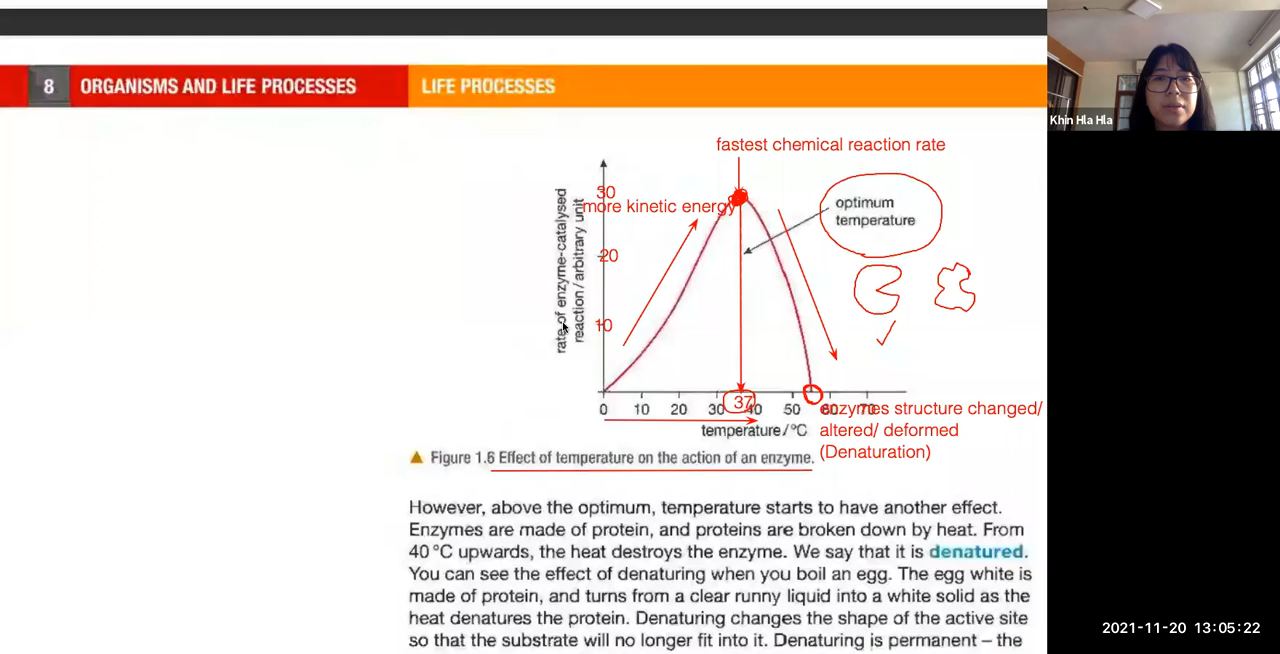 8 ORGANISMS AND LIFE PROCESSES LIFE PROCESSES
Khin Hla Hla
fastest chemical reaction rate
30
more kinetic energy
optimum
temperature
rate of enzyme-catalysed
reaction / arbitrary unit
20
10
37
0 10 20 30 40 50 60 70
temperature / °C
enzymes structure changed/
altered/ deformed
(Denaturation)
Figure 1.6 Effect of temperature on the action of an enzyme.
However, above the optimum, temperature starts to have another effect.
Enzymes are made of protein, and proteins are broken down by heat. From
40 °C upwards, the heat destroys the enzyme. We say that it is denatured.
You can see the effect of denaturing when you boil an egg. The egg white is
made of protein, and turns from a clear runny liquid into a white solid as the
heat denatures the protein. Denaturing changes the shape of the active site
so that the substrate will no longer fit into it. Denaturing is permanent – the
2021-11-20 13:05:22